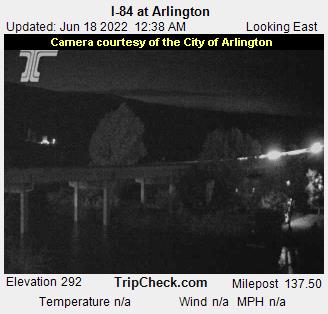 I-84 at Arlington
Updated: Jun 18 2022 12:38 AM Looking East
Camera courtesy of the City of Arlington
Elevation 292 TripCheck.com Milepost 137.50
Temperature n/a Wind n/a MPH n/a